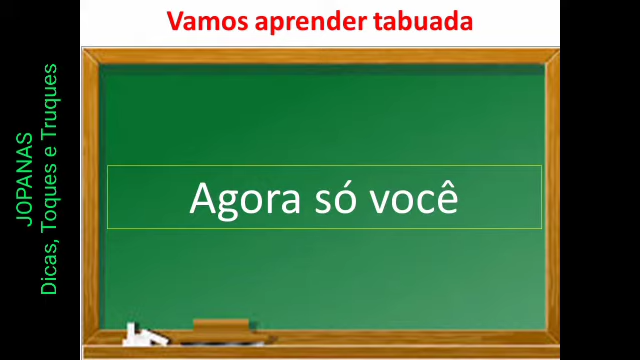 Vamos aprender tabuada
Agora só você
JOPANAS
Dicas, Toques e Truques